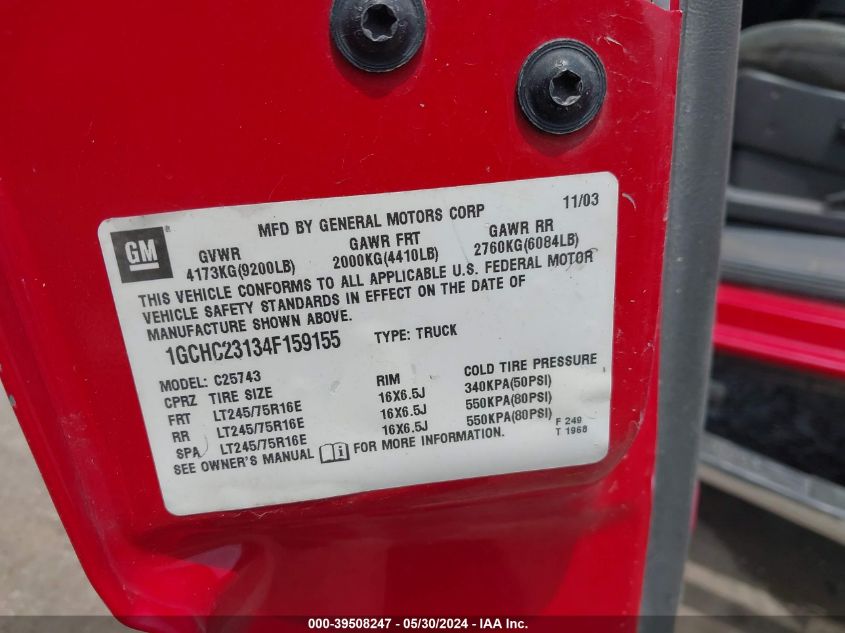 MFD BY GENERAL MOTORS CORP 11/03
GM
GVWR GAWR FRT GAWR RR
4173KG(9200LB) 2000KG(4410LB) 2760KG(6084LB)
THIS VEHICLE CONFORMS TO ALL APPLICABLE U.S. FEDERAL MOTOR
VEHICLE SAFETY STANDARDS IN EFFECT ON THE DATE OF
MANUFACTURE SHOWN ABOVE.
1GCHC23134F159155 TYPE: TRUCK
MODEL: C25743
CPRZ TIRE SIZE RIM COLD TIRE PRESSURE
FRT LT245/75R16E 16X6.5J 340KPA(50PSI)
RR LT245/75R16E 16X6.5J 550KPA(80PSI)
SPA LT245/75R16E 16X6.5J 550KPA(80PSI)
SEE OWNER'S MANUAL FOR MORE INFORMATION.
F 249
T 1968
000-39508247 - 05/30/2024 - IAA Inc.